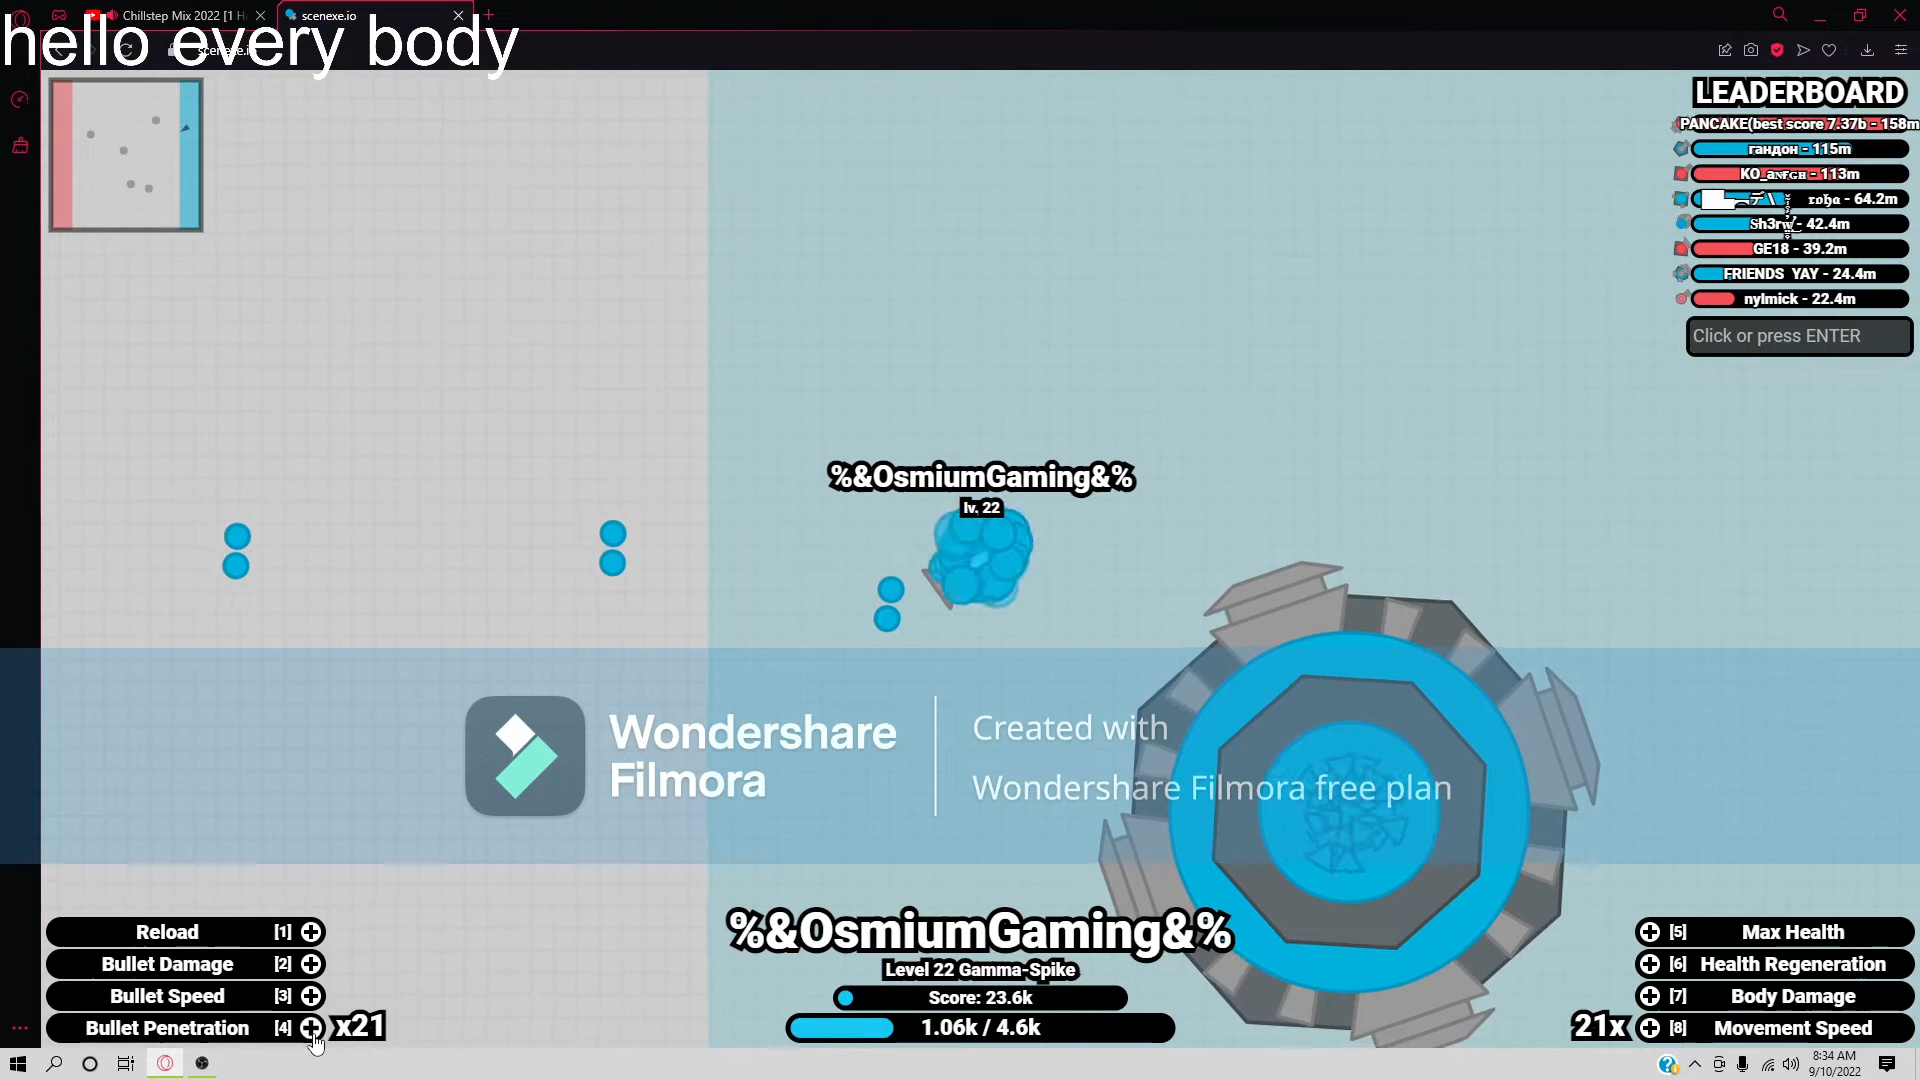 Chillstep Mix 2022 [1 H
scenexe.io
hello every body
LEADERBOARD
PANCAKE(best score 7.37b - 158m
гандон - 115m
- 113m
- 64.2m
- 42.4m
GE18 - 39.2m
FRIENDS YAY - 24.4m
nylmick - 22.4m
Click or press ENTER
%&OsmiumGaming&%
lv. 22
Wondershare
Filmora
Created with
Wondershare Filmora free plan
%&OsmiumGaming&%
Level 22 Gamma-Spike
Score: 23.6k
1.06k / 4.6k
Reload [1]
Bullet Damage [2]
Bullet Speed [3]
Bullet Penetration [4] x21
[5] Max Health
[6] Health Regeneration
[7] Body Damage
21x [8] Movement Speed
8:34 AM
9/10/2022